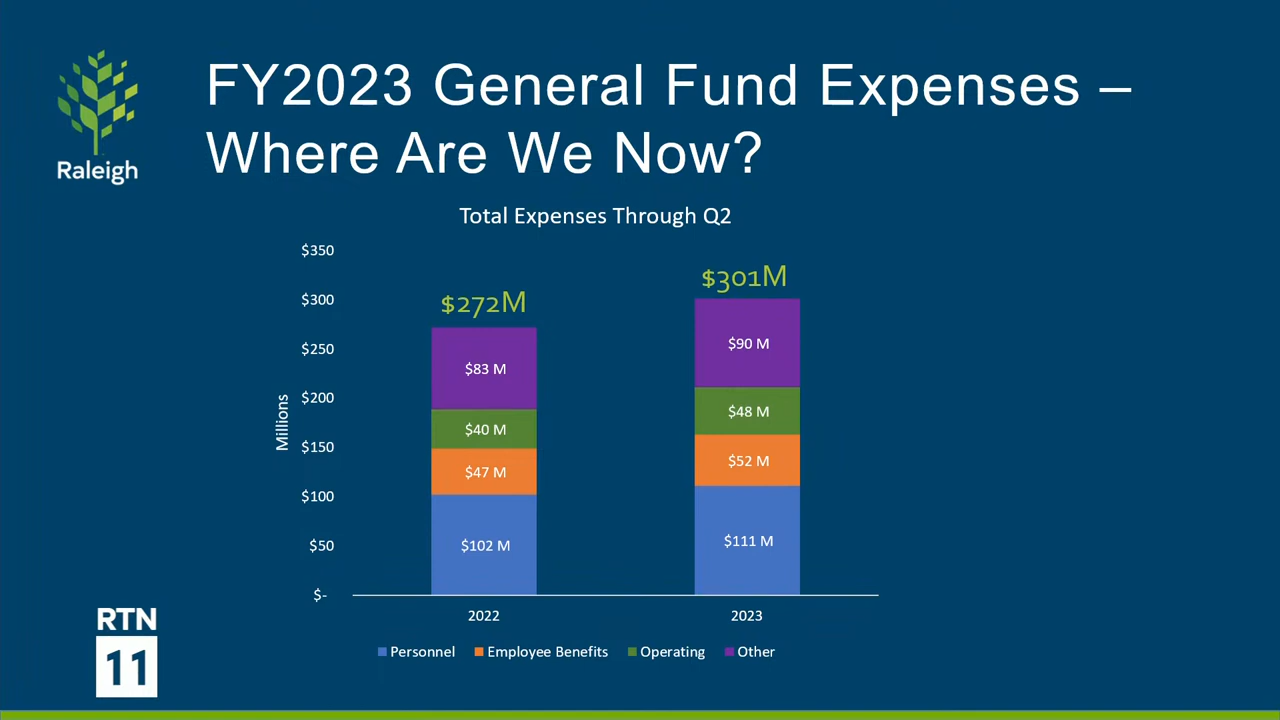 FY2023 General Fund Expenses –
Where Are We Now?
Raleigh
Total Expenses Through Q2
$350
$300
$250
$200
$150
$100
$50
$-
Millions
$272M
$83 M
$40 M
$47 M
$102 M
$301M
$90 M
$48 M
$52 M
$111 M
2022
2023
Personnel
Employee Benefits
Operating
Other
RTN
11